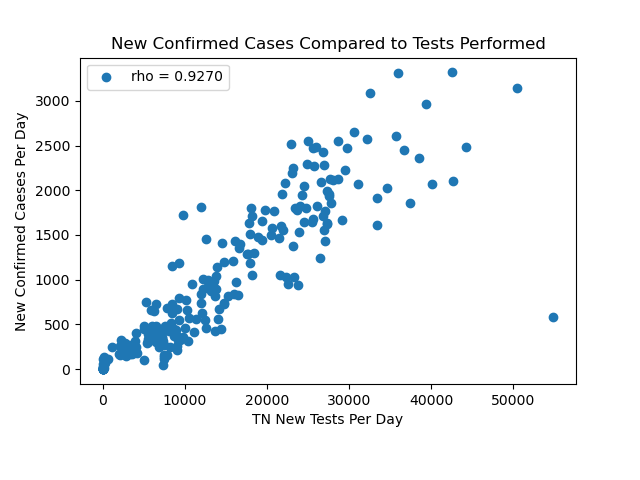 New Confirmed Cases Compared to Tests Performed
rho = 0.9270
3000
2500
2000
1500
1000
500
0
New Confirmed Caeses Per Day
0 10000 20000 30000 40000 50000
TN New Tests Per Day